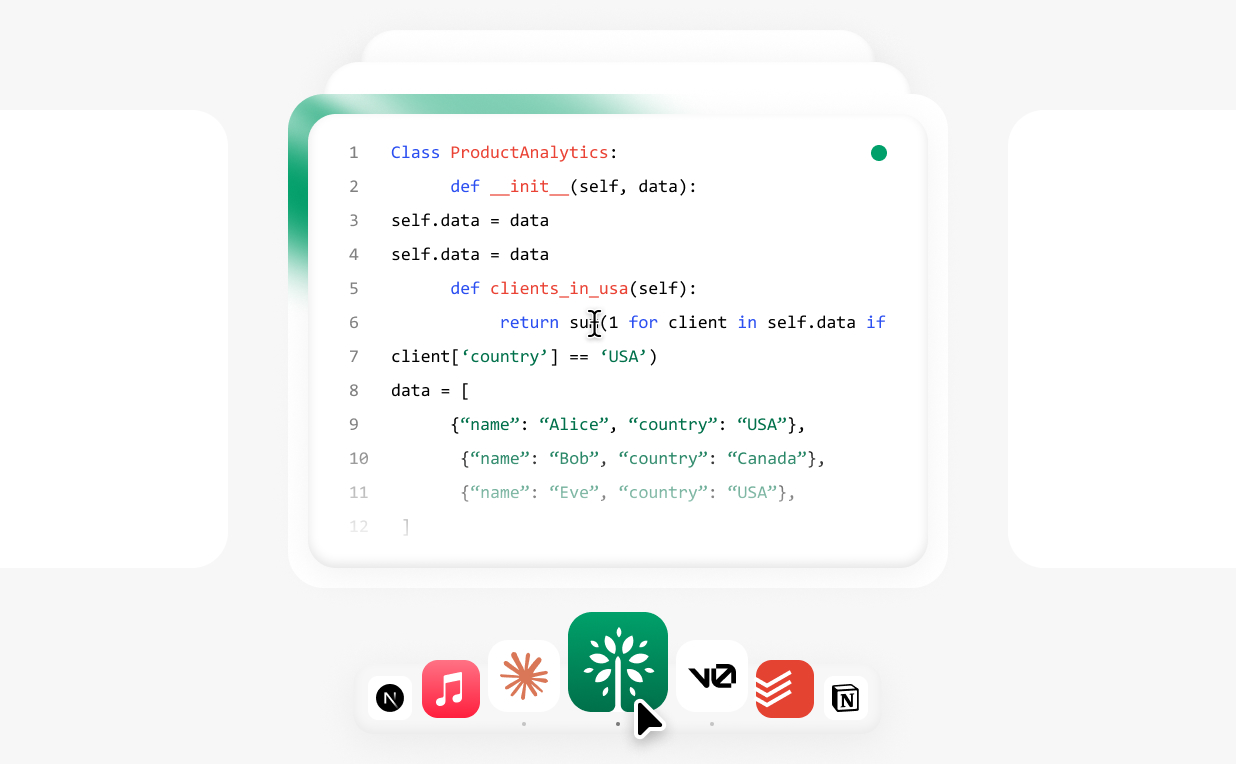 1 Class ProductAnalytics:
2 def __init__(self, data):
3 self.data = data
4 self.data = data
5 def clients_in_usa(self):
6 return sum(1 for client in self.data if
7 client[‘country’] == ‘USA’)
8 data = [
9 {“name”: “Alice”, “country”: “USA”},
10 {“name”: “Bob”, “country”: “Canada”},
11 {“name”: “Eve”, “country”: “USA”},
12 ]
N v0 N